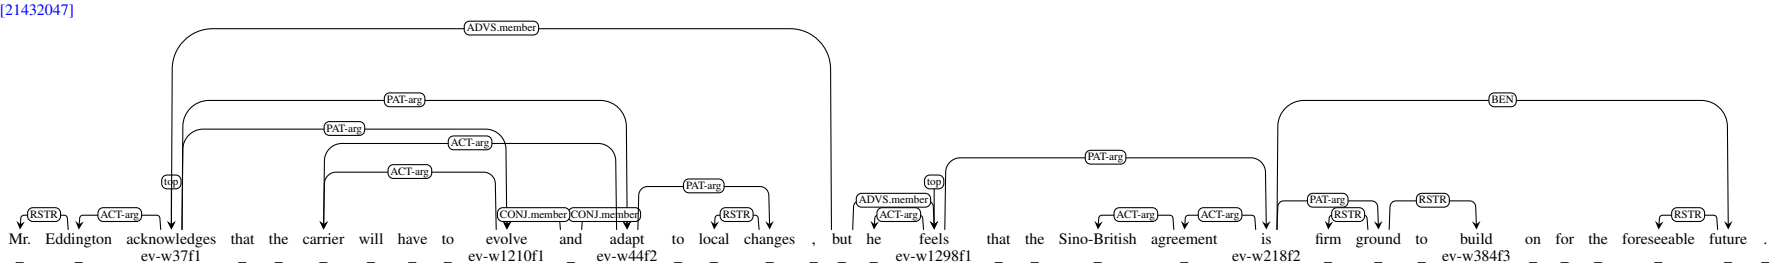 [21432047]
ADVS.member
PAT-arg BEN
PAT-arg
ACT-arg
PAT-arg
ACT-arg
top PAT-arg top
ADVS.member PAT-arg RSTR
RSTR ACT-arg CONJ.member CONJ.member RSTR ACT-arg ACT-arg ACT-arg RSTR RSTR
Mr. Eddington acknowledges that the carrier will have to evolve and adapt to local changes , but he feels that the Sino-British agreement is firm ground to build on for the foreseeable future .
_ _ ev-w37f1 _ _ _ _ _ _ ev-w1210f1 _ ev-w44f2 _ _ _ _ _ _ ev-w1298f1 _ _ _ _ ev-w218f2 _ _ _ ev-w384f3 _ _ _ _ _ _